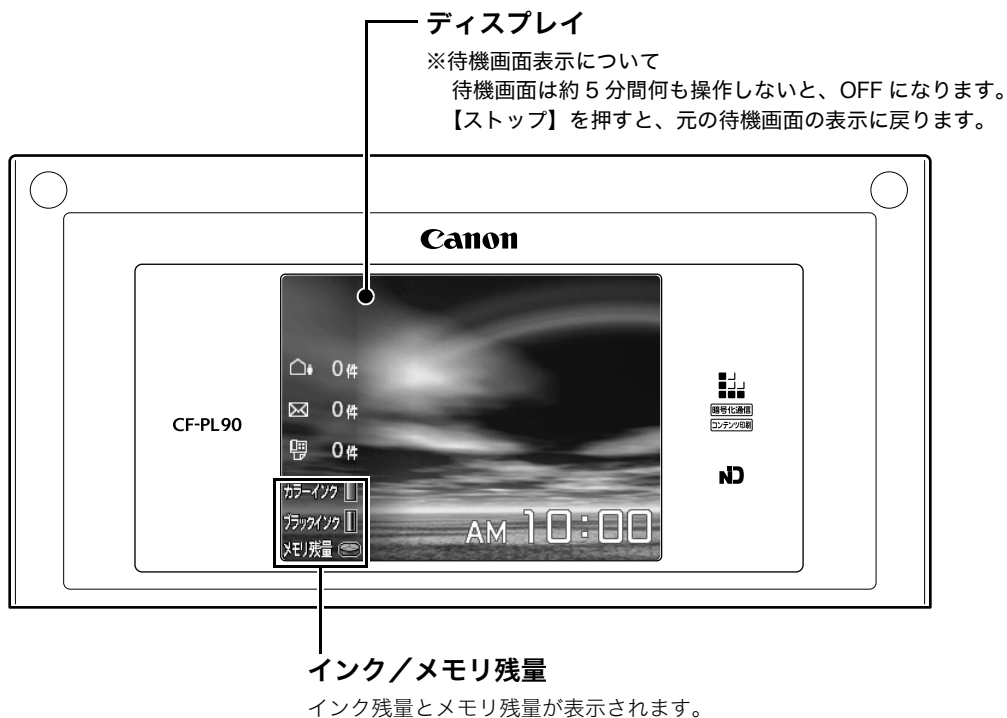 ディスプレイ
※待機画面表示について
待機画面は約 5 分間何も操作しないと、OFF になります。
【ストップ】を押すと、元の待機画面の表示に戻ります。
Canon
0件
0件
CF-PL90
0件
暗号化通信
コンテンツ印刷
ND
カラーインク
ブラックインク
メモリ残量
AM 10:00
インク／メモリ残量
インク残量とメモリ残量が表示されます。